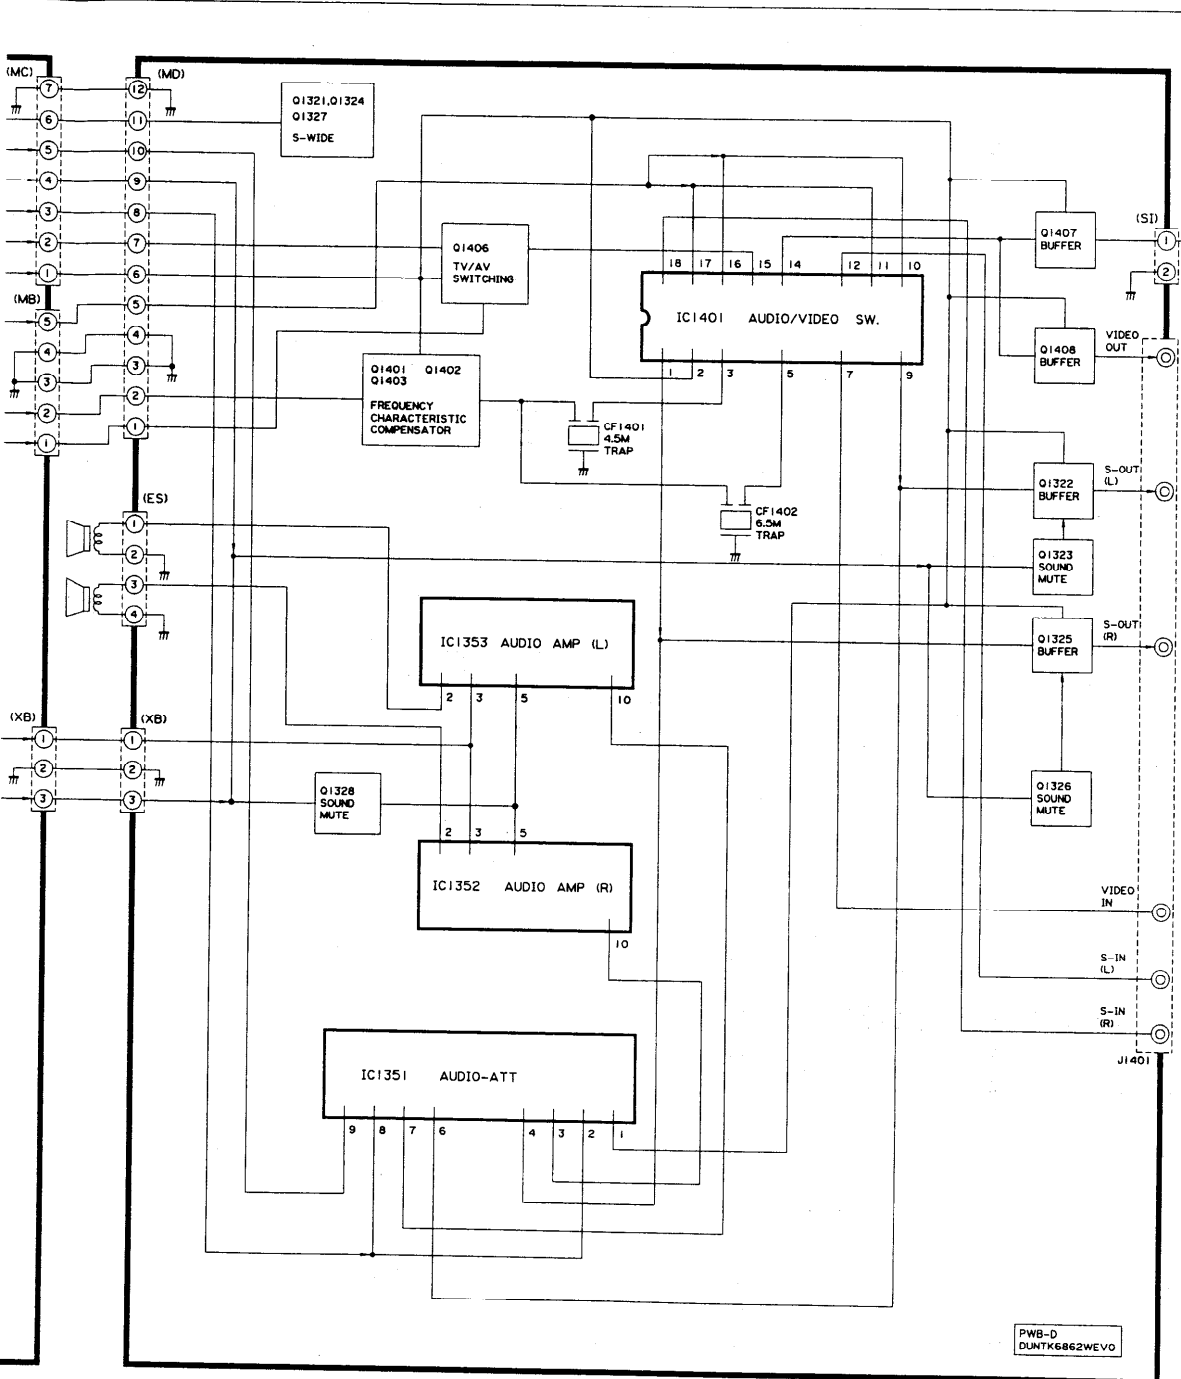 (MC)
(MD)
7
12
6
11
5
10
4
9
3
8
2
7
1
6
(MB)
5
5
4
4
3
3
2
2
1
1
Q1321,Q1324
Q1327
S-WIDE
Q1406
TV/AV
SWITCHING
Q1401 Q1402
Q1403
FREQUENCY
CHARACTERISTIC
COMPENSATOR
18 17 16 15 14 12 11 10
IC1401 AUDIO/VIDEO SW.
1 2 3 5 7 9
CF1401
4.5M
TRAP
CF1402
6.5M
TRAP
Q1407
BUFFER
(SI)
1
2
Q1408
BUFFER
VIDEO
OUT
Q1322
BUFFER
S-OUT
(L)
Q1323
SOUND
MUTE
Q1325
BUFFER
S-OUT
(R)
Q1326
SOUND
MUTE
(ES)
1
2
3
4
IC1353 AUDIO AMP (L)
2 3 5 10
(XB)
(XB)
1
1
2
2
3
3
Q1328
SOUND
MUTE
2 3 5
IC1352 AUDIO AMP (R)
10
VIDEO
IN
S-IN
(L)
S-IN
(R)
J1401
IC1351 AUDIO-ATT
9 8 7 6 4 3 2 1
PWB-D
DUNTK6862WEV0